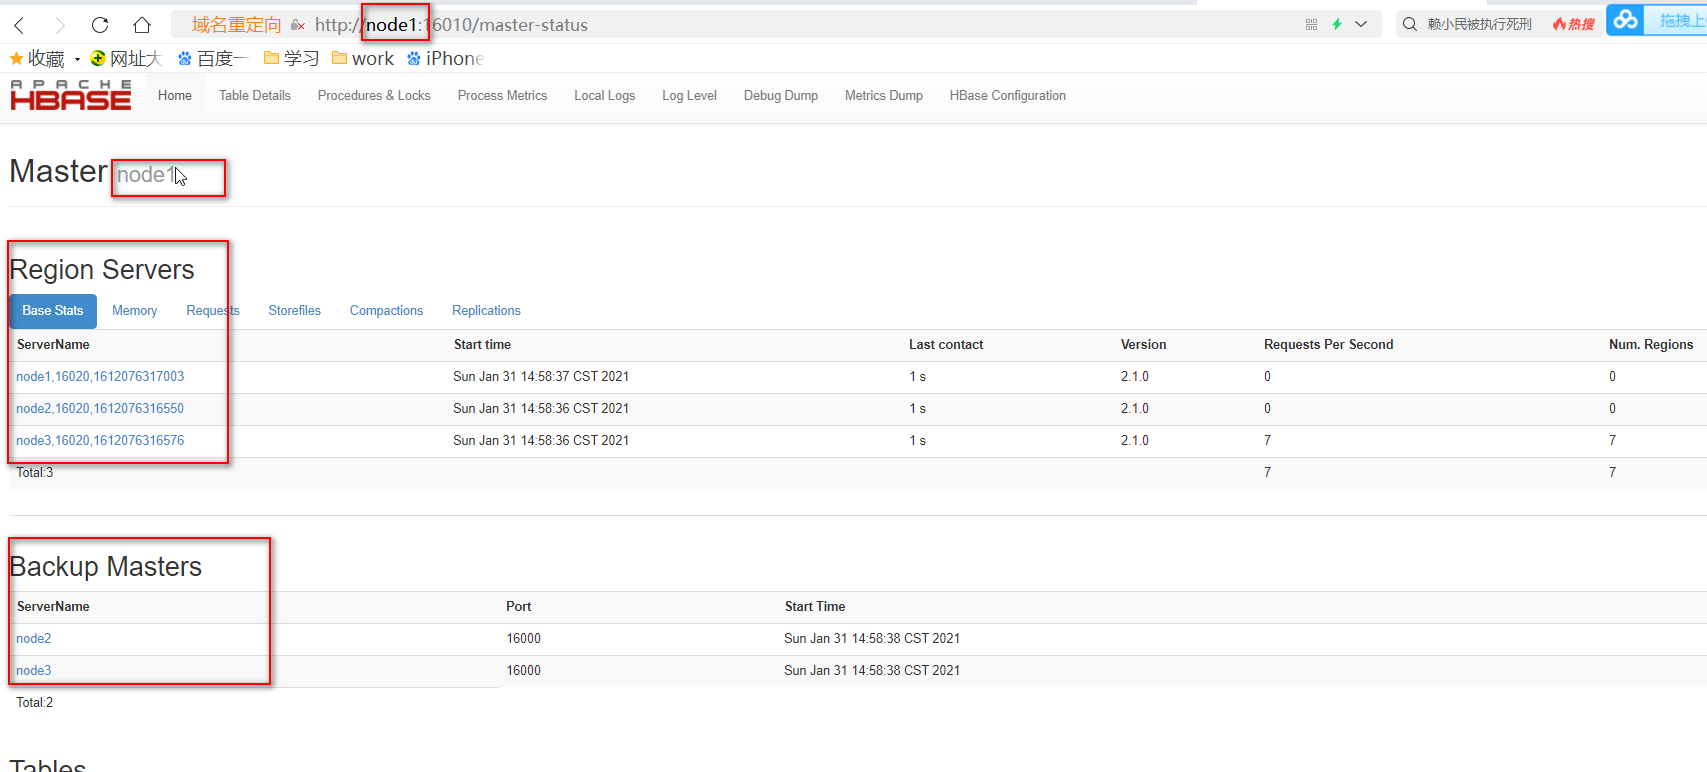 域名重定向 http://node1:16010/master-status 赖小民被执行死刑 热搜 拖拽上
收藏 网址大 百度一 学习 work iPhone
APACHE
HBASE Home Table Details Procedures & Locks Process Metrics Local Logs Log Level Debug Dump Metrics Dump HBase Configuration
Master node1
Region Servers
Base Stats Memory Requests Storefiles Compactions Replications
ServerName Start time Last contact Version Requests Per Second Num. Regions
node1,16020,1612076317003 Sun Jan 31 14:58:37 CST 2021 1 s 2.1.0 0 0
node2,16020,1612076316550 Sun Jan 31 14:58:36 CST 2021 1 s 2.1.0 0 0
node3,16020,1612076316576 Sun Jan 31 14:58:36 CST 2021 1 s 2.1.0 7 7
Total:3 7 7
Backup Masters
ServerName Port Start Time
node2 16000 Sun Jan 31 14:58:38 CST 2021
node3 16000 Sun Jan 31 14:58:38 CST 2021
Total:2
Tables